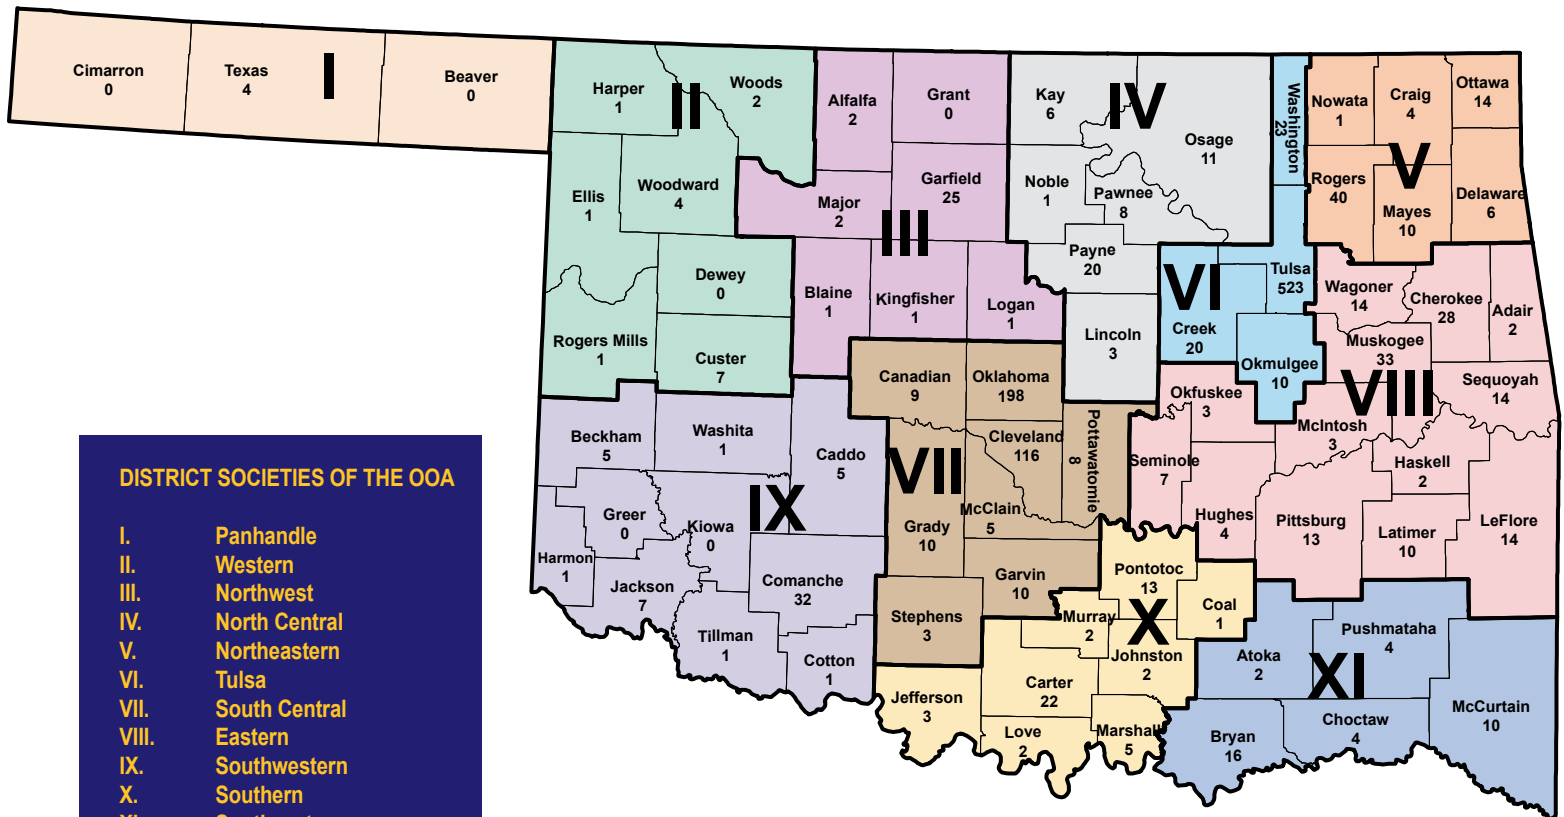 Cimarron
0
Texas
4
I
Beaver
0
Harper
1
II
Woods
2
Ellis
1
Woodward
4
Dewey
0
Rogers Mills
1
Custer
7
Alfalfa
2
Grant
0
Major
2
Garfield
25
III
Blaine
1
Kingfisher
1
Logan
1
Kay
6
IV
Osage
11
Noble
1
Pawnee
8
Payne
20
Lincoln
3
Washington
23
Nowata
1
Craig
4
Ottawa
14
V
Rogers
40
Mayes
10
Delaware
6
VI
Tulsa
523
Creek
20
Okmulgee
10
Wagoner
14
Cherokee
28
Adair
2
Muskogee
33
VIII
Sequoyah
14
Okfuskee
3
McIntosh
3
Haskell
2
Seminole
7
Hughes
4
Pittsburg
13
Latimer
10
LeFlore
14
Canadian
9
Oklahoma
198
Cleveland
116
Pottawatomie
8
VII
McClain
5
Grady
10
Garvin
10
Stephens
3
Beckham
5
Washita
1
Caddo
5
IX
Greer
0
Kiowa
0
Harmon
1
Jackson
7
Comanche
32
Tillman
1
Cotton
1
Pontotoc
13
Coal
1
X
Murray
2
Johnston
2
Carter
22
Jefferson
3
Love
2
Marshall
5
Atoka
2
Pushmataha
4
XI
Bryan
16
Choctaw
4
McCurtain
10
DISTRICT SOCIETIES OF THE OOA
I. Panhandle
II. Western
III. Northwest
IV. North Central
V. Northeastern
VI. Tulsa
VII. South Central
VIII. Eastern
IX. Southwestern
X. Southern